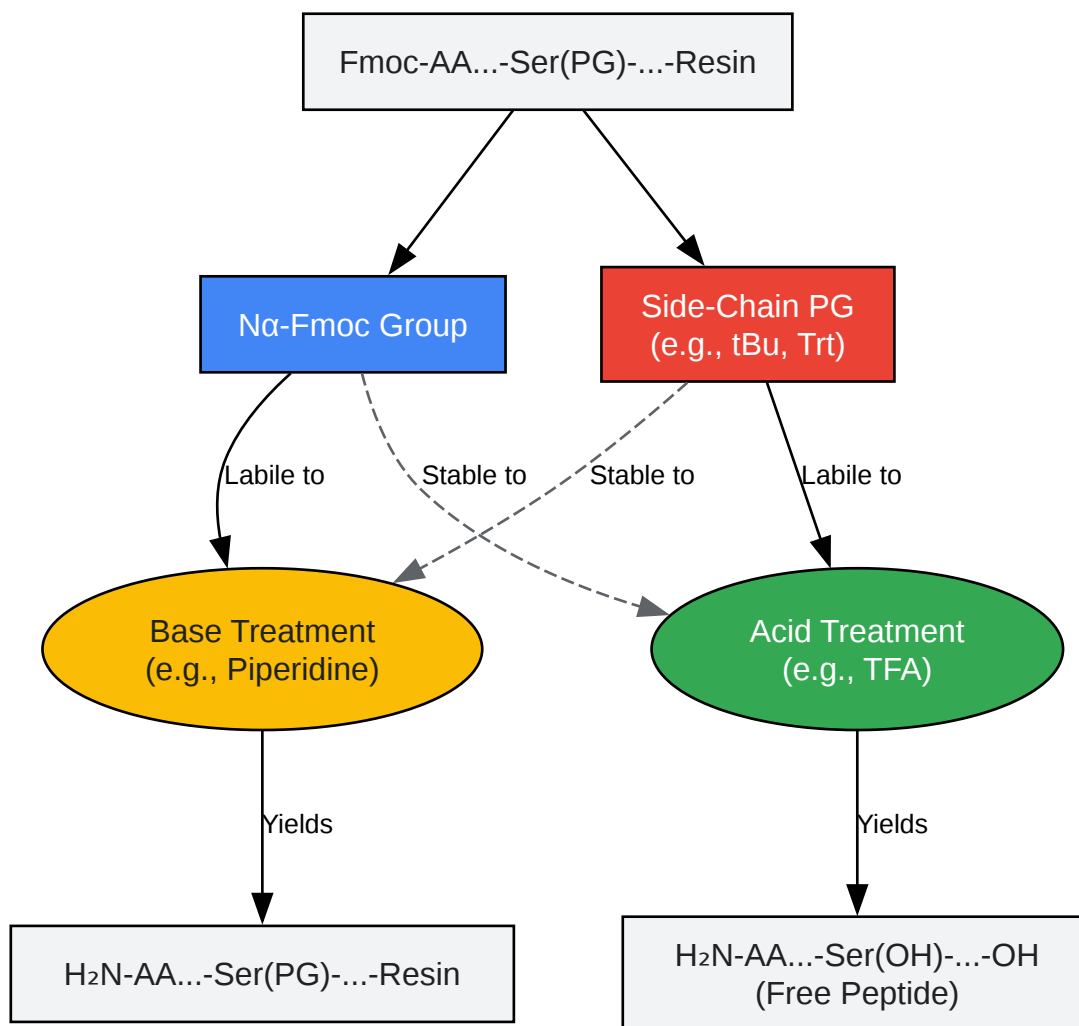 Fmoc-AA...-Ser(PG)-...-Resin
Nα-Fmoc Group
Side-Chain PG
(e.g., tBu, Trt)
Labile to
Stable to
Stable to
Labile to
Base Treatment
(e.g., Piperidine)
Acid Treatment
(e.g., TFA)
Yields
Yields
H₂N-AA...-Ser(PG)-...-Resin
H₂N-AA...-Ser(OH)-...-OH
(Free Peptide)